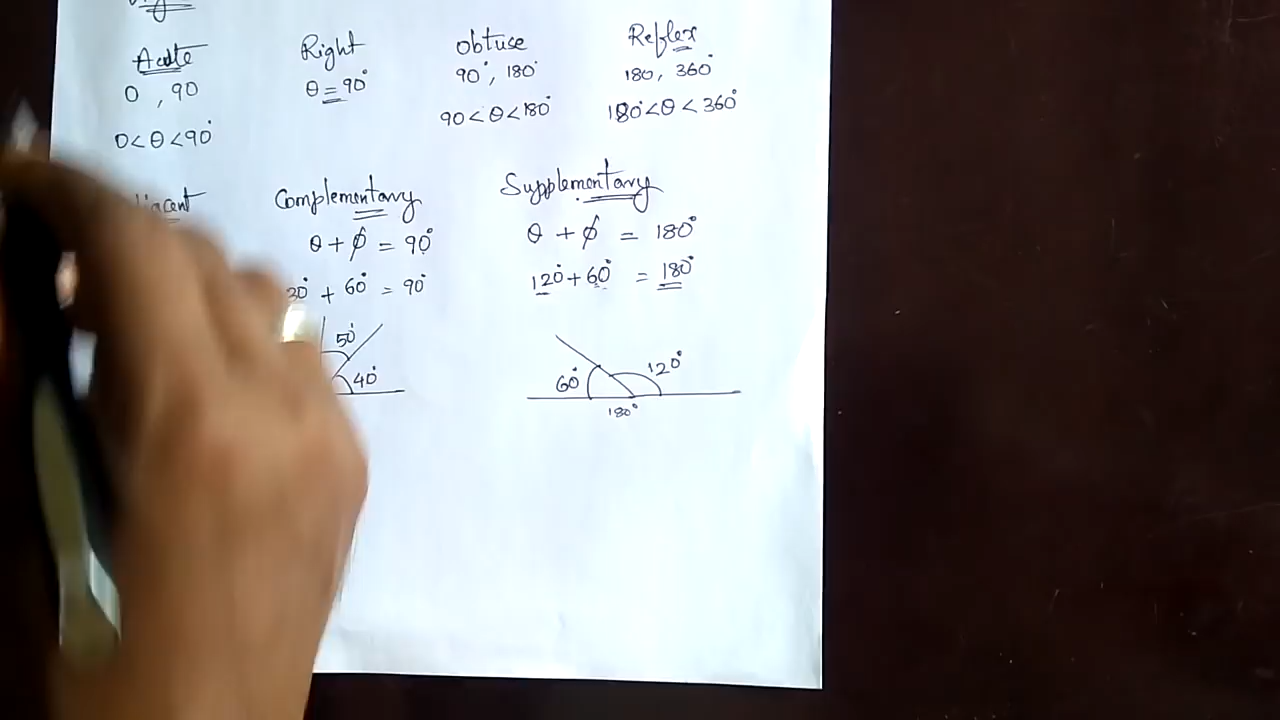 Acute Right Obtuse Reflex
0 , 90 θ = 90° 90°, 180° 180, 360°
0 < θ < 90° 90 < θ < 180° 180° < θ < 360°
Complementary Supplementary
θ + ϕ = 90° θ + ϕ = 180°
30° + 60° = 90° 120° + 60° = 180°
50°
40° 60° 120°
180°